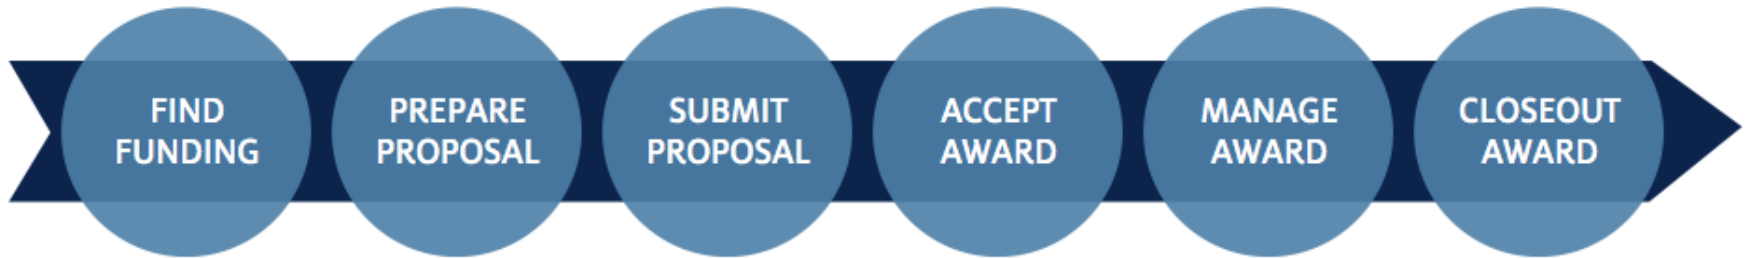 FIND
FUNDING
PREPARE
PROPOSAL
SUBMIT
PROPOSAL
ACCEPT
AWARD
MANAGE
AWARD
CLOSEOUT
AWARD